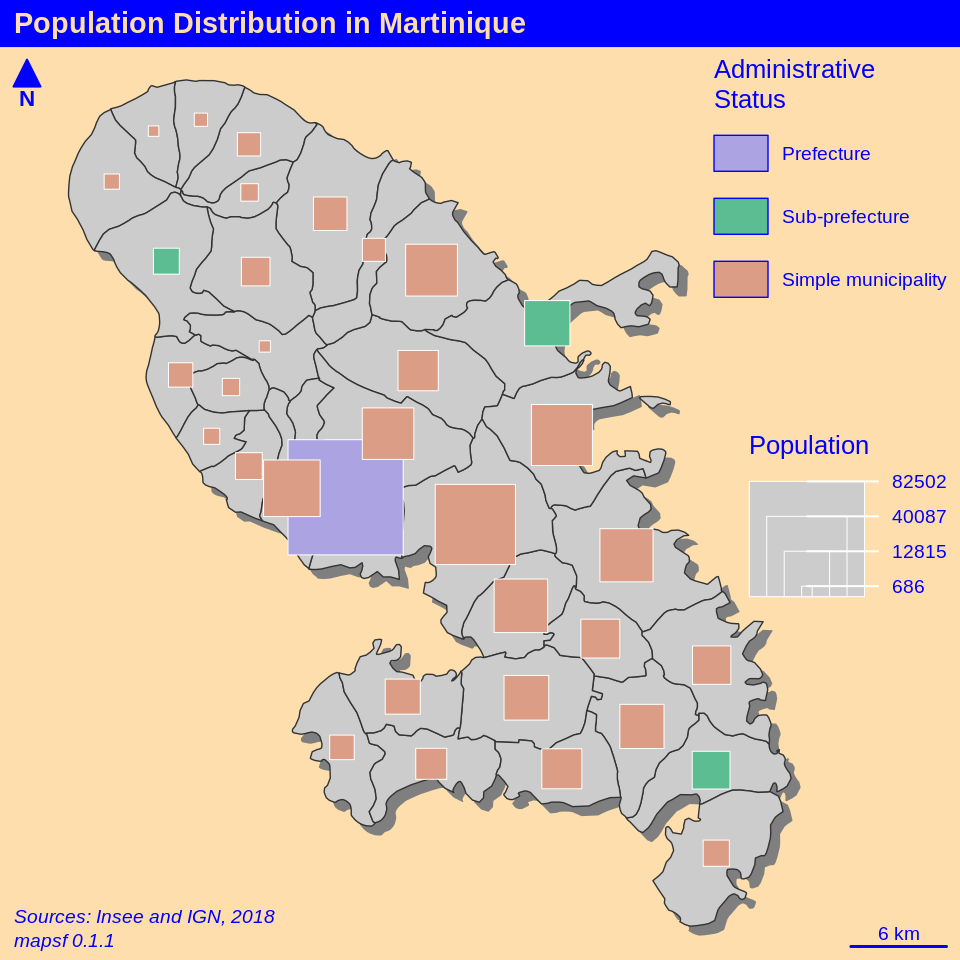 Population Distribution in Martinique
N
Administrative
Status
Prefecture
Sub-prefecture
Simple municipality
Population
82502
40087
12815
686
Sources: Insee and IGN, 2018
mapsf 0.1.1
6 km